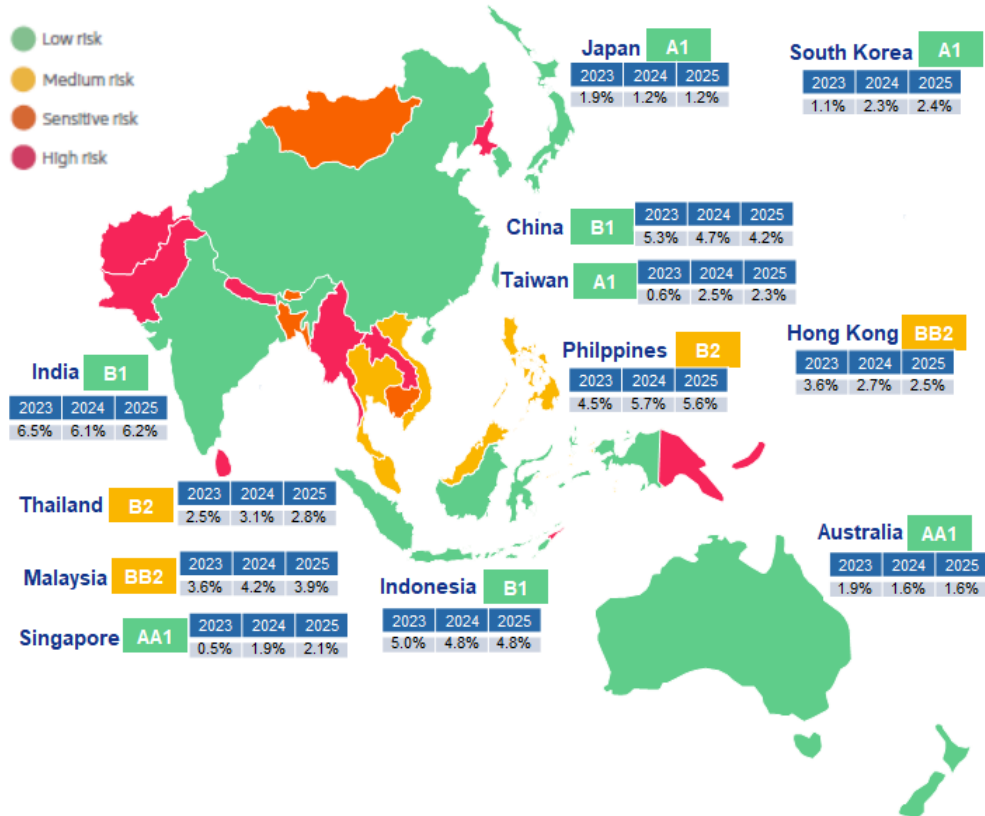 Low risk
Medium risk
Sensitive risk
High risk
Japan A1
2023 2024 2025
1.9% 1.2% 1.2%
South Korea A1
2023 2024 2025
1.1% 2.3% 2.4%
China B1
2023 2024 2025
5.3% 4.7% 4.2%
Taiwan A1
2023 2024 2025
0.6% 2.5% 2.3%
Philppines B2
2023 2024 2025
4.5% 5.7% 5.6%
Hong Kong BB2
2023 2024 2025
3.6% 2.7% 2.5%
India B1
2023 2024 2025
6.5% 6.1% 6.2%
Thailand B2
2023 2024 2025
2.5% 3.1% 2.8%
Malaysia BB2
2023 2024 2025
3.6% 4.2% 3.9%
Singapore AA1
2023 2024 2025
0.5% 1.9% 2.1%
Indonesia B1
2023 2024 2025
5.0% 4.8% 4.8%
Australia AA1
2023 2024 2025
1.9% 1.6% 1.6%